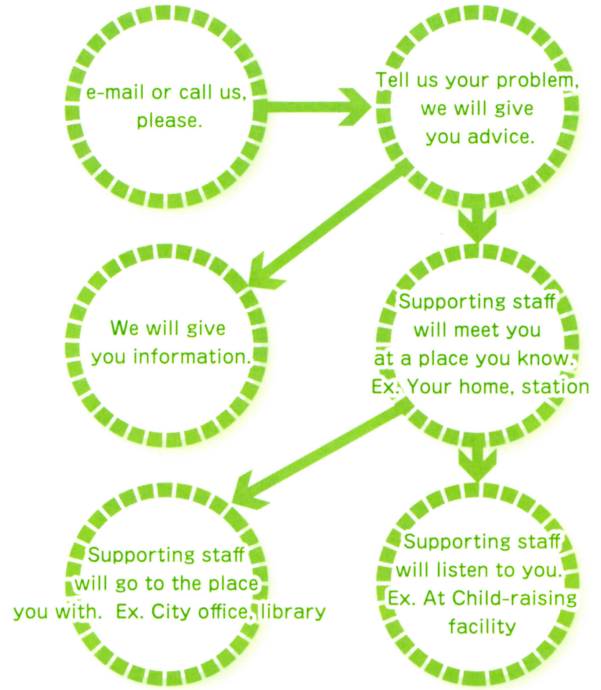 e-mail or call us,
please.
Tell us your problem,
we will give
you advice.
We will give
you information.
Supporting staff
will meet you
at a place you know.
Ex. Your home, station
Supporting staff
will go to the place
you with. Ex. City office, library
Supporting staff
will listen to you.
Ex. At Child-raising
facility